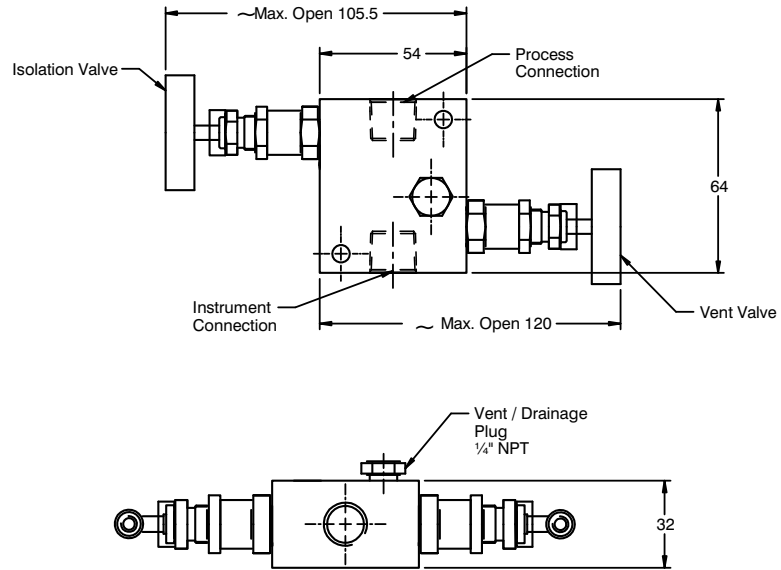 ~Max. Open 105.5
54
Process
Connection
Isolation Valve
64
Instrument
Connection
~ Max. Open 120
Vent Valve
Vent / Drainage
Plug
¼" NPT
32